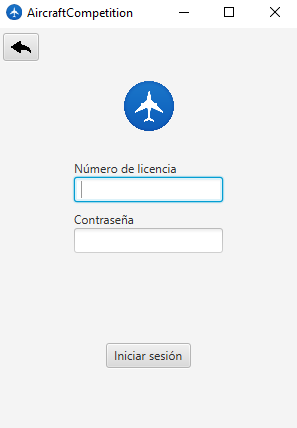 AircraftCompetition
Número de licencia
Contraseña
Iniciar sesión